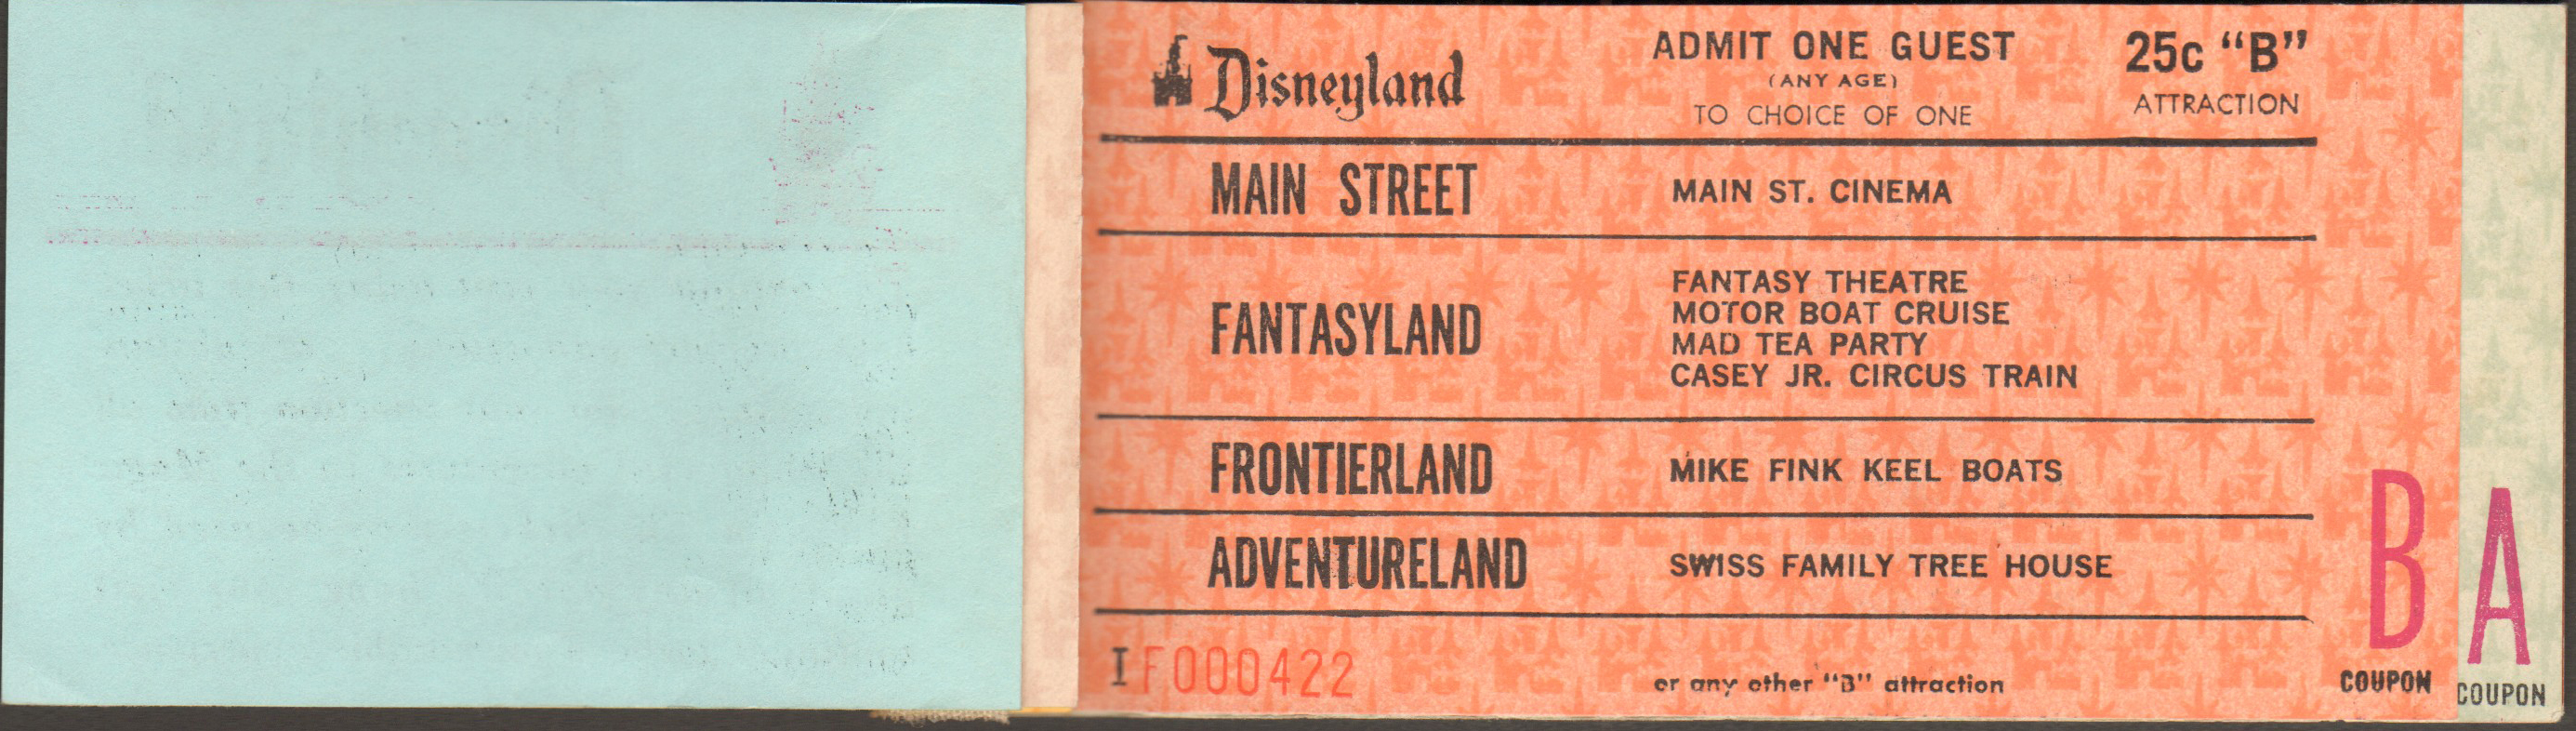 Disneyland
ADMIT ONE GUEST
(ANY AGE)
TO CHOICE OF ONE
25c “B”
ATTRACTION
MAIN STREET
MAIN ST. CINEMA
FANTASYLAND
FANTASY THEATRE
MOTOR BOAT CRUISE
MAD TEA PARTY
CASEY JR. CIRCUS TRAIN
FRONTIERLAND
MIKE FINK KEEL BOATS
ADVENTURELAND
SWISS FAMILY TREE HOUSE
I F000422
or any other “B” attraction
B
COUPON
A
COUPON